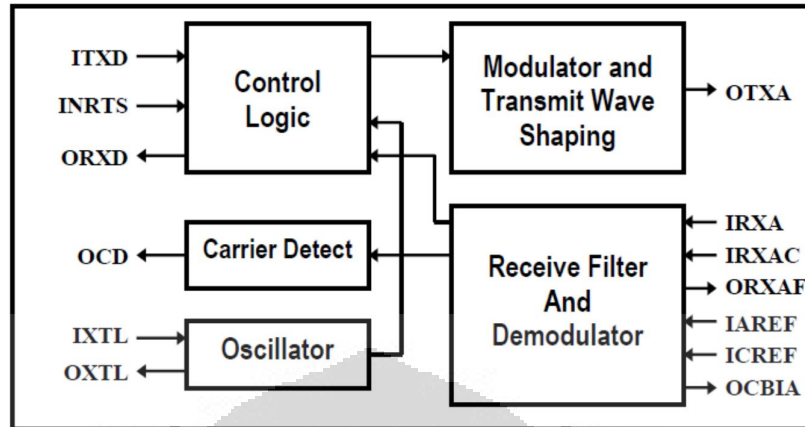 ITXD
INRTS
ORXD
Control
Logic
Modulator and
Transmit Wave
Shaping
OTXA
OCD
Carrier Detect
IXTL
OXTL
Oscillator
Receive Filter
And
Demodulator
IRXA
IRXAC
ORXAF
IAREF
ICREF
OCBIA